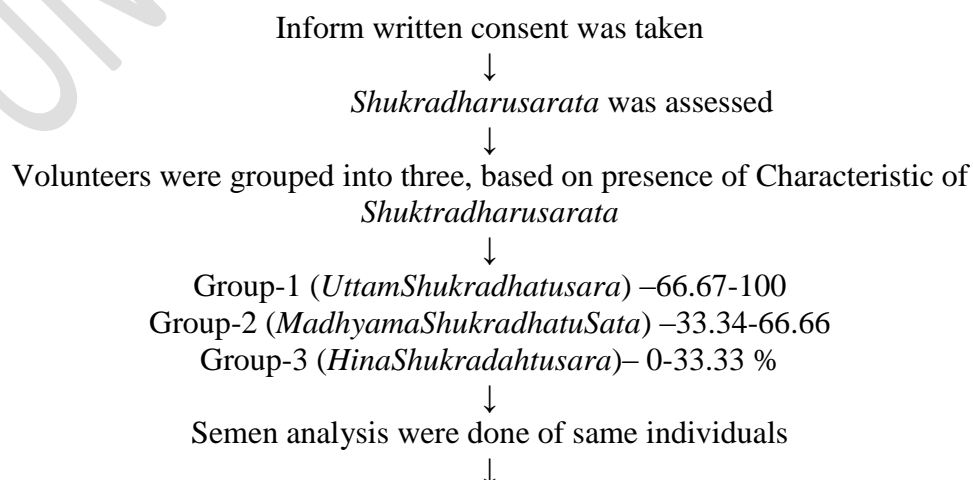 Inform written consent was taken
↓
Shukradharusarata was assessed
↓
Volunteers were grouped into three, based on presence of Characteristic of
Shuktradharusarata
↓
Group-1 (UttamShukradhatusara) –66.67-100
Group-2 (MadhyamaShukradhatuSata) –33.34-66.66
Group-3 (HinaShukradahtusara)– 0-33.33 %
↓
Semen analysis were done of same individuals
↓